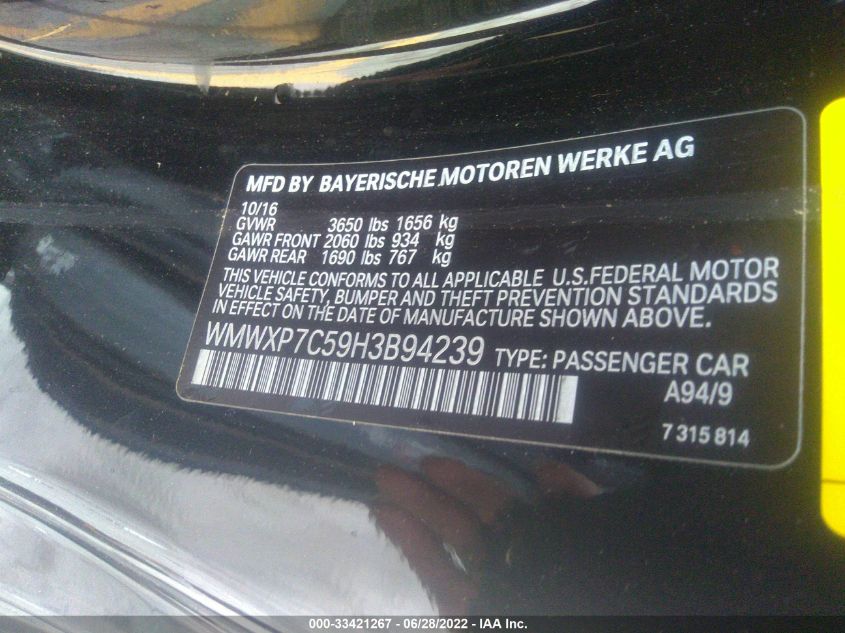 MFD BY BAYERISCHE MOTOREN WERKE AG
10/16
GVWR 3650 lbs 1656 kg
GAWR FRONT 2060 lbs 934 kg
GAWR REAR 1690 lbs 767 kg
THIS VEHICLE CONFORMS TO ALL APPLICABLE U.S.FEDERAL MOTOR
VEHICLE SAFETY, BUMPER AND THEFT PREVENTION STANDARDS
IN EFFECT ON THE DATE OF MANUFACTURE SHOWN ABOVE.
WMWXP7C59H3B94239 TYPE: PASSENGER CAR
A94/9
7 315 814
000-33421267 - 06/28/2022 - IAA Inc.